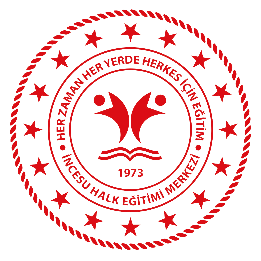 HER ZAMAN HER YERDE HERKES İÇİN EĞİTİM
1973
• İNCESU HALK EĞİTİMİ MERKEZİ •